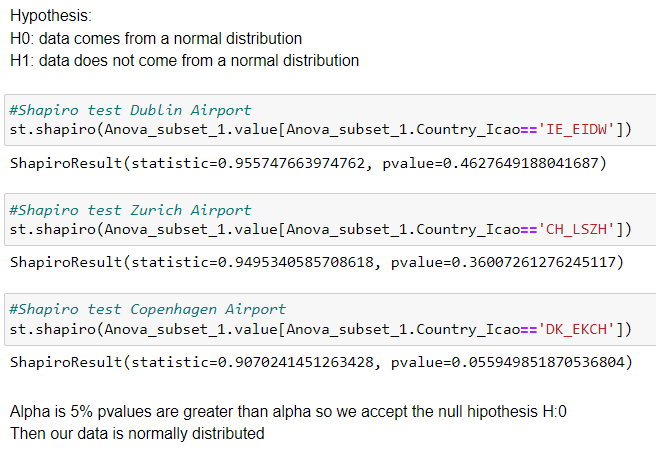 Hypothesis:
H0: data comes from a normal distribution
H1: data does not come from a normal distribution
#Shapiro test Dublin Airport
st.shapiro(Anova_subset_1.value[Anova_subset_1.Country_Icao=='IE_EIDW'])
ShapiroResult(statistic=0.955747663974762, pvalue=0.4627649188041687)
#Shapiro test Zurich Airport
st.shapiro(Anova_subset_1.value[Anova_subset_1.Country_Icao=='CH_LSZH'])
ShapiroResult(statistic=0.9495340585708618, pvalue=0.36007261276245117)
#Shapiro test Copenhagen Airport
st.shapiro(Anova_subset_1.value[Anova_subset_1.Country_Icao=='DK_EKCH'])
ShapiroResult(statistic=0.9070241451263428, pvalue=0.055949851870536804)
Alpha is 5% pvalues are greater than alpha so we accept the null hipothesis H:0
Then our data is normally distributed